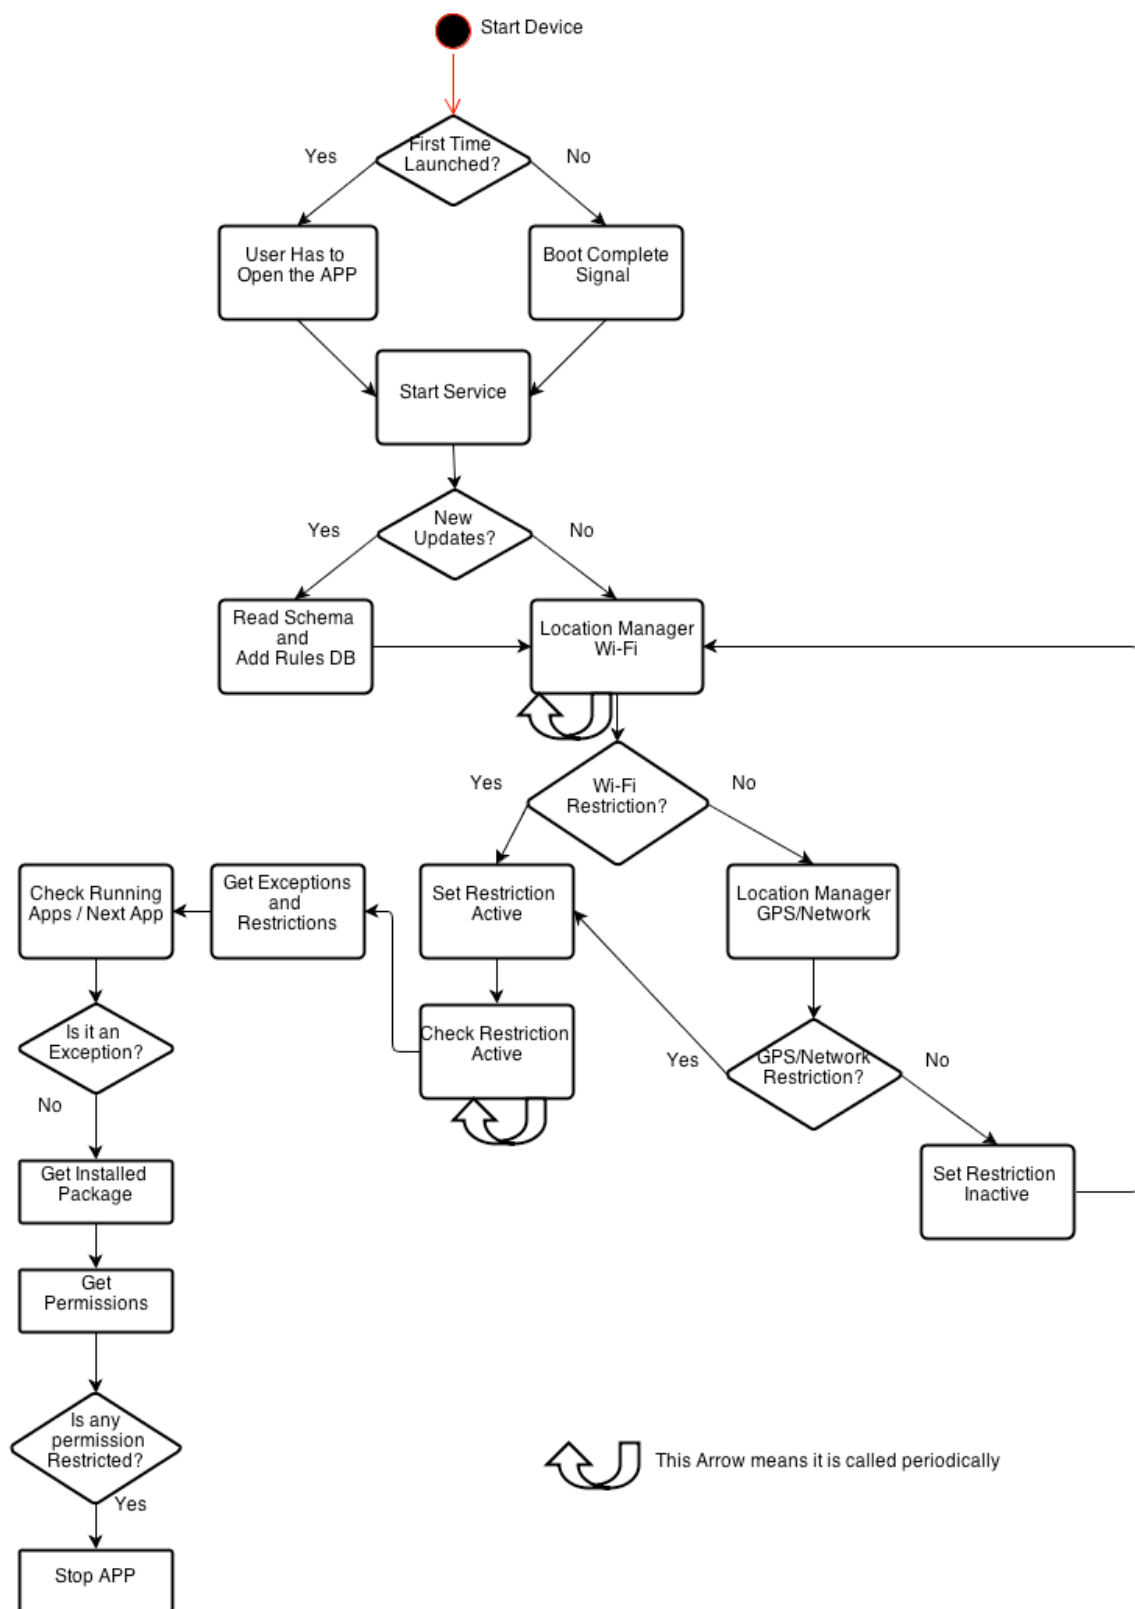 Start Device
First Time
Launched?
Yes
No
User Has to
Open the APP
Boot Complete
Signal
Start Service
New
Updates?
Yes
No
Read Schema
and
Add Rules DB
Location Manager
Wi-Fi
Wi-Fi
Restriction?
Yes
No
Check Running
Apps / Next App
Get Exceptions
and
Restrictions
Set Restriction
Active
Location Manager
GPS/Network
Is it an
Exception?
No
Check Restriction
Active
GPS/Network
Restriction?
Yes
No
Get Installed
Package
Set Restriction
Inactive
Get
Permissions
Is any
permission
Restricted?
Yes
This Arrow means it is called periodically
Stop APP